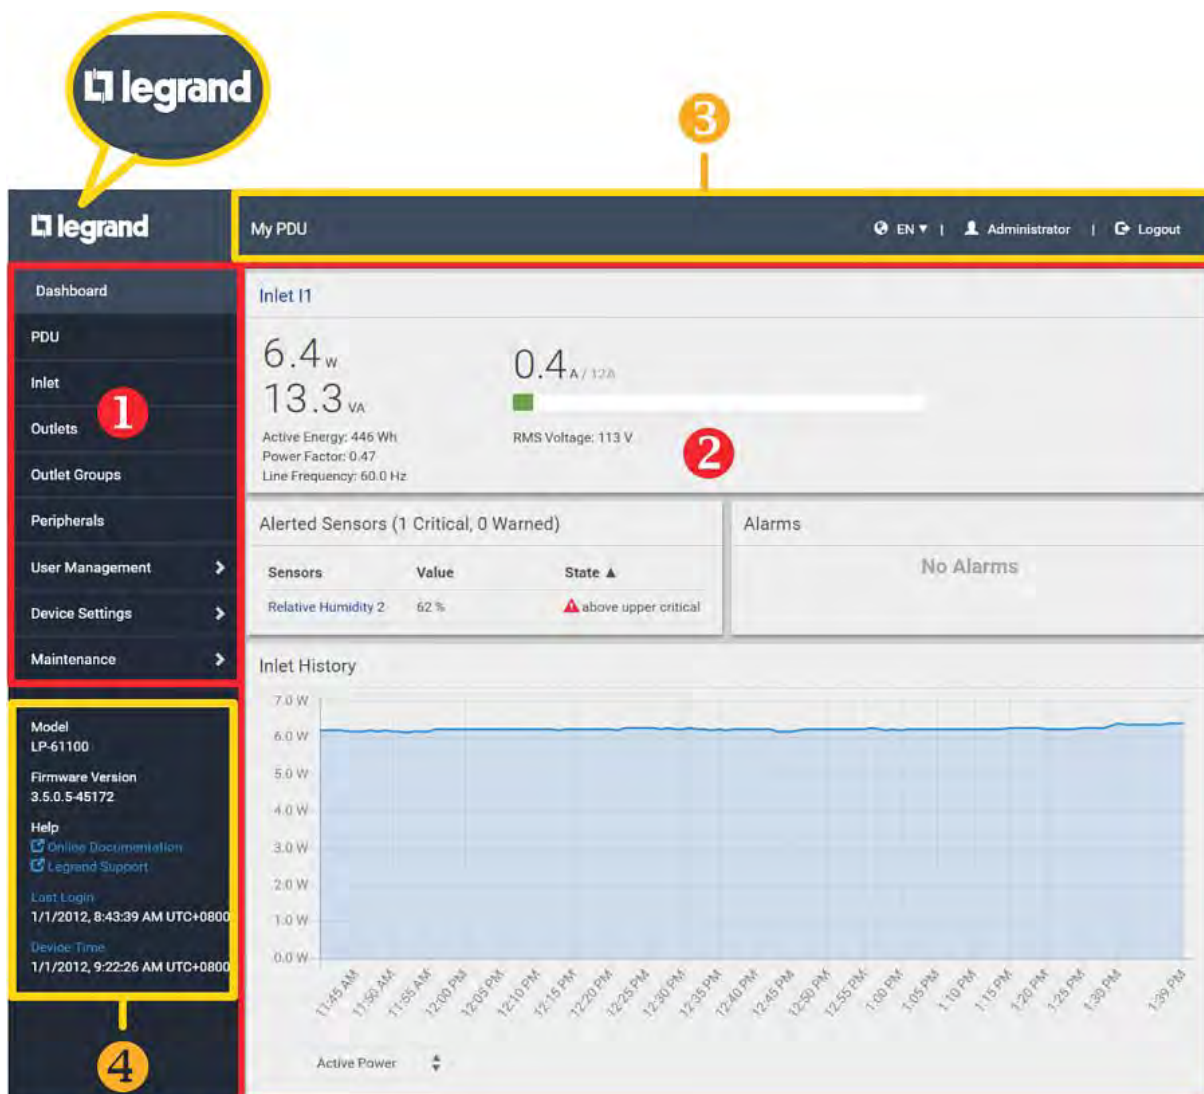 legrand
3
legrand
My PDU
EN ▼ | Administrator | Logout
Dashboard
PDU
Inlet
1
Outlets
Outlet Groups
Peripherals
User Management
Device Settings
Maintenance
Inlet I1
6.4 W
13.3 VA
Active Energy: 446 Wh
Power Factor: 0.47
Line Frequency: 60.0 Hz
0.4 A / 12A
RMS Voltage: 113 V
2
Alerted Sensors (1 Critical, 0 Warned)
Sensors Value State ▲
Relative Humidity 2 62 % above upper critical
Alarms
No Alarms
Inlet History
7.0 W
6.0 W
5.0 W
4.0 W
3.0 W
2.0 W
1.0 W
0.0 W
11:45 AM 11:50 AM 11:55 AM 12:00 PM 12:05 PM 12:10 PM 12:15 PM 12:20 PM 12:25 PM 12:30 PM 12:35 PM 12:40 PM 12:45 PM 12:50 PM 12:55 PM 1:00 PM 1:05 PM 1:10 PM 1:15 PM 1:20 PM 1:25 PM 1:30 PM 1:39 PM
Active Power
Model
LP-61100
Firmware Version
3.5.0.5-45172
Help
Online Documentation
Legrand Support
Last Login
1/1/2012, 8:43:39 AM UTC+0800
Device Time
1/1/2012, 9:22:26 AM UTC+0800
4